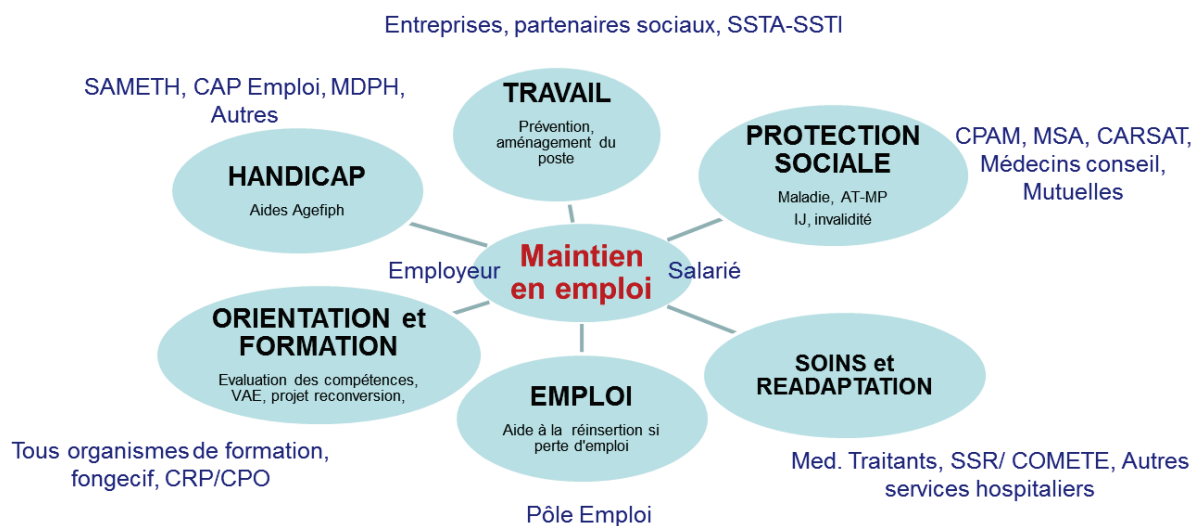 Entreprises, partenaires sociaux, SSTA-SSTI
SAMETH, CAP Emploi, MDPH,
Autres
TRAVAIL
Prévention,
aménagement du
poste
PROTECTION
SOCIALE
Maladie, AT-MP
IJ, invalidité
CPAM, MSA, CARSAT,
Médecins conseil,
Mutuelles
HANDICAP
Aides Agefiph
Employeur
Maintien
en emploi
Salarié
ORIENTATION et
FORMATION
Evaluation des compétences,
VAE, projet reconversion,
EMPLOI
Aide à la réinsertion si
perte d'emploi
SOINS et
READAPTATION
Tous organismes de formation,
fongecif, CRP/CPO
Med. Traitants, SSR/ COMETE, Autres
services hospitaliers
Pôle Emploi